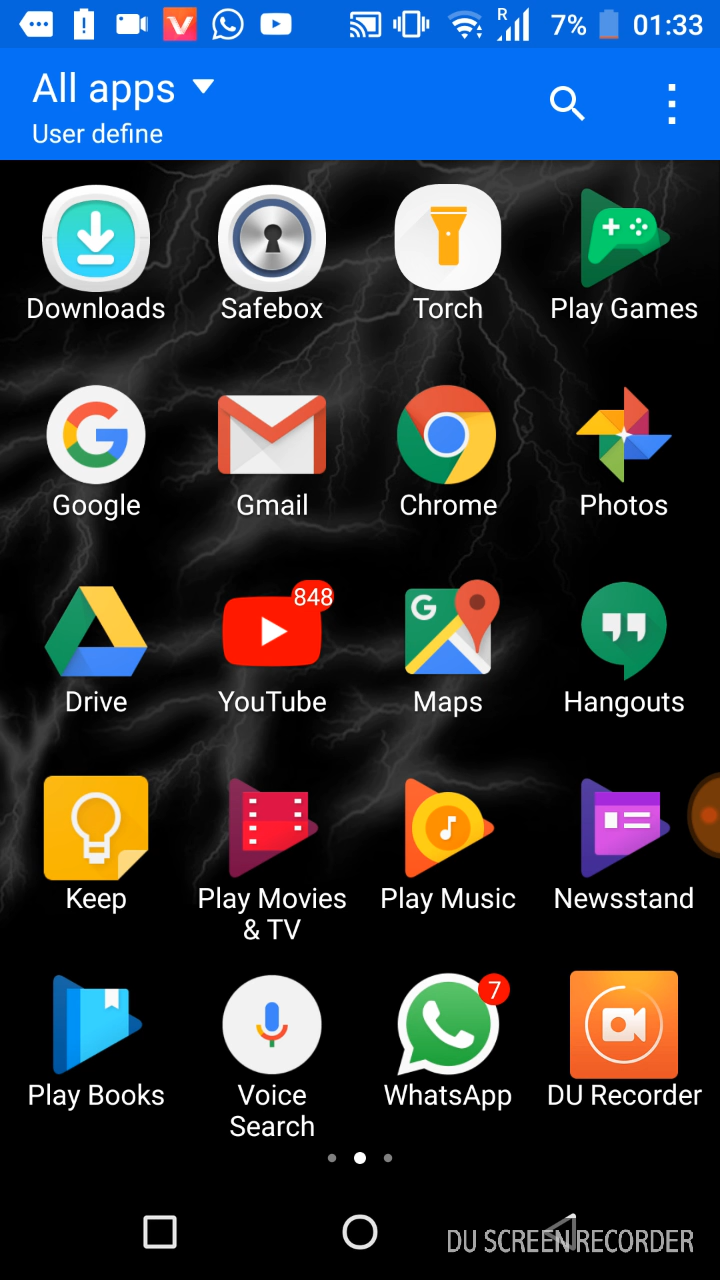 R 7% 01:33
All apps
User define
Downloads Safebox Torch Play Games
Google Gmail Chrome Photos
848
Drive YouTube Maps Hangouts
Keep Play Movies Play Music Newsstand
& TV
7
Play Books Voice WhatsApp DU Recorder
Search
DU SCREEN RECORDER